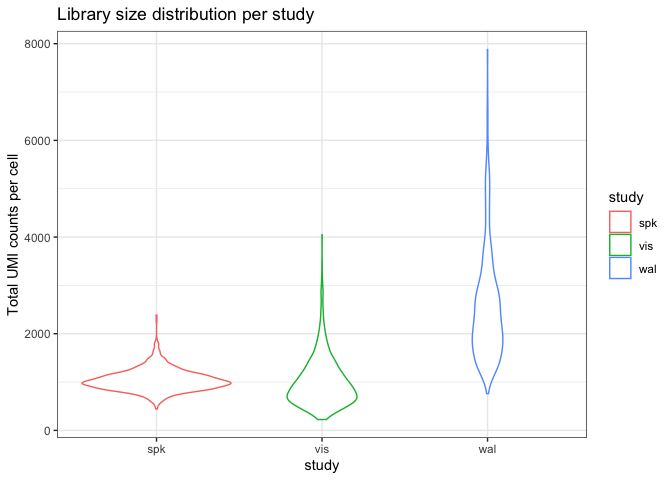 Library size distribution per study
Total UMI counts per cell
8000
6000
4000
2000
0
spk
vis
wal
study
study
spk
vis
wal